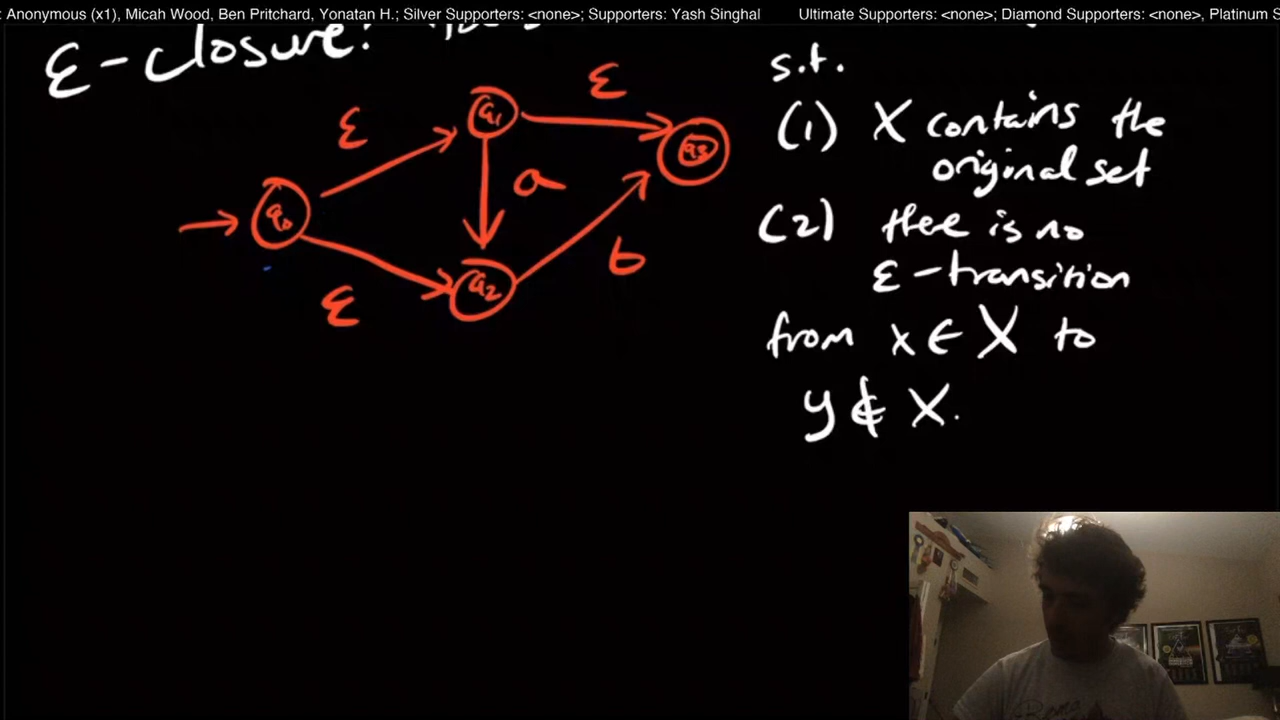 : Anonymous (x1), Micah Wood, Ben Pritchard, Yonatan H.; Silver Supporters: <none>; Supporters: Yash Singhal Ultimate Supporters: <none>; Diamond Supporters: <none>, Platinum S
ε-closure:
s.t.
(1) X contains the
original set
(2) there is no
ε-transition
from x ∈ X to
y ∉ X.
ε
q1
ε
q3
a
q0
b
q2
ε